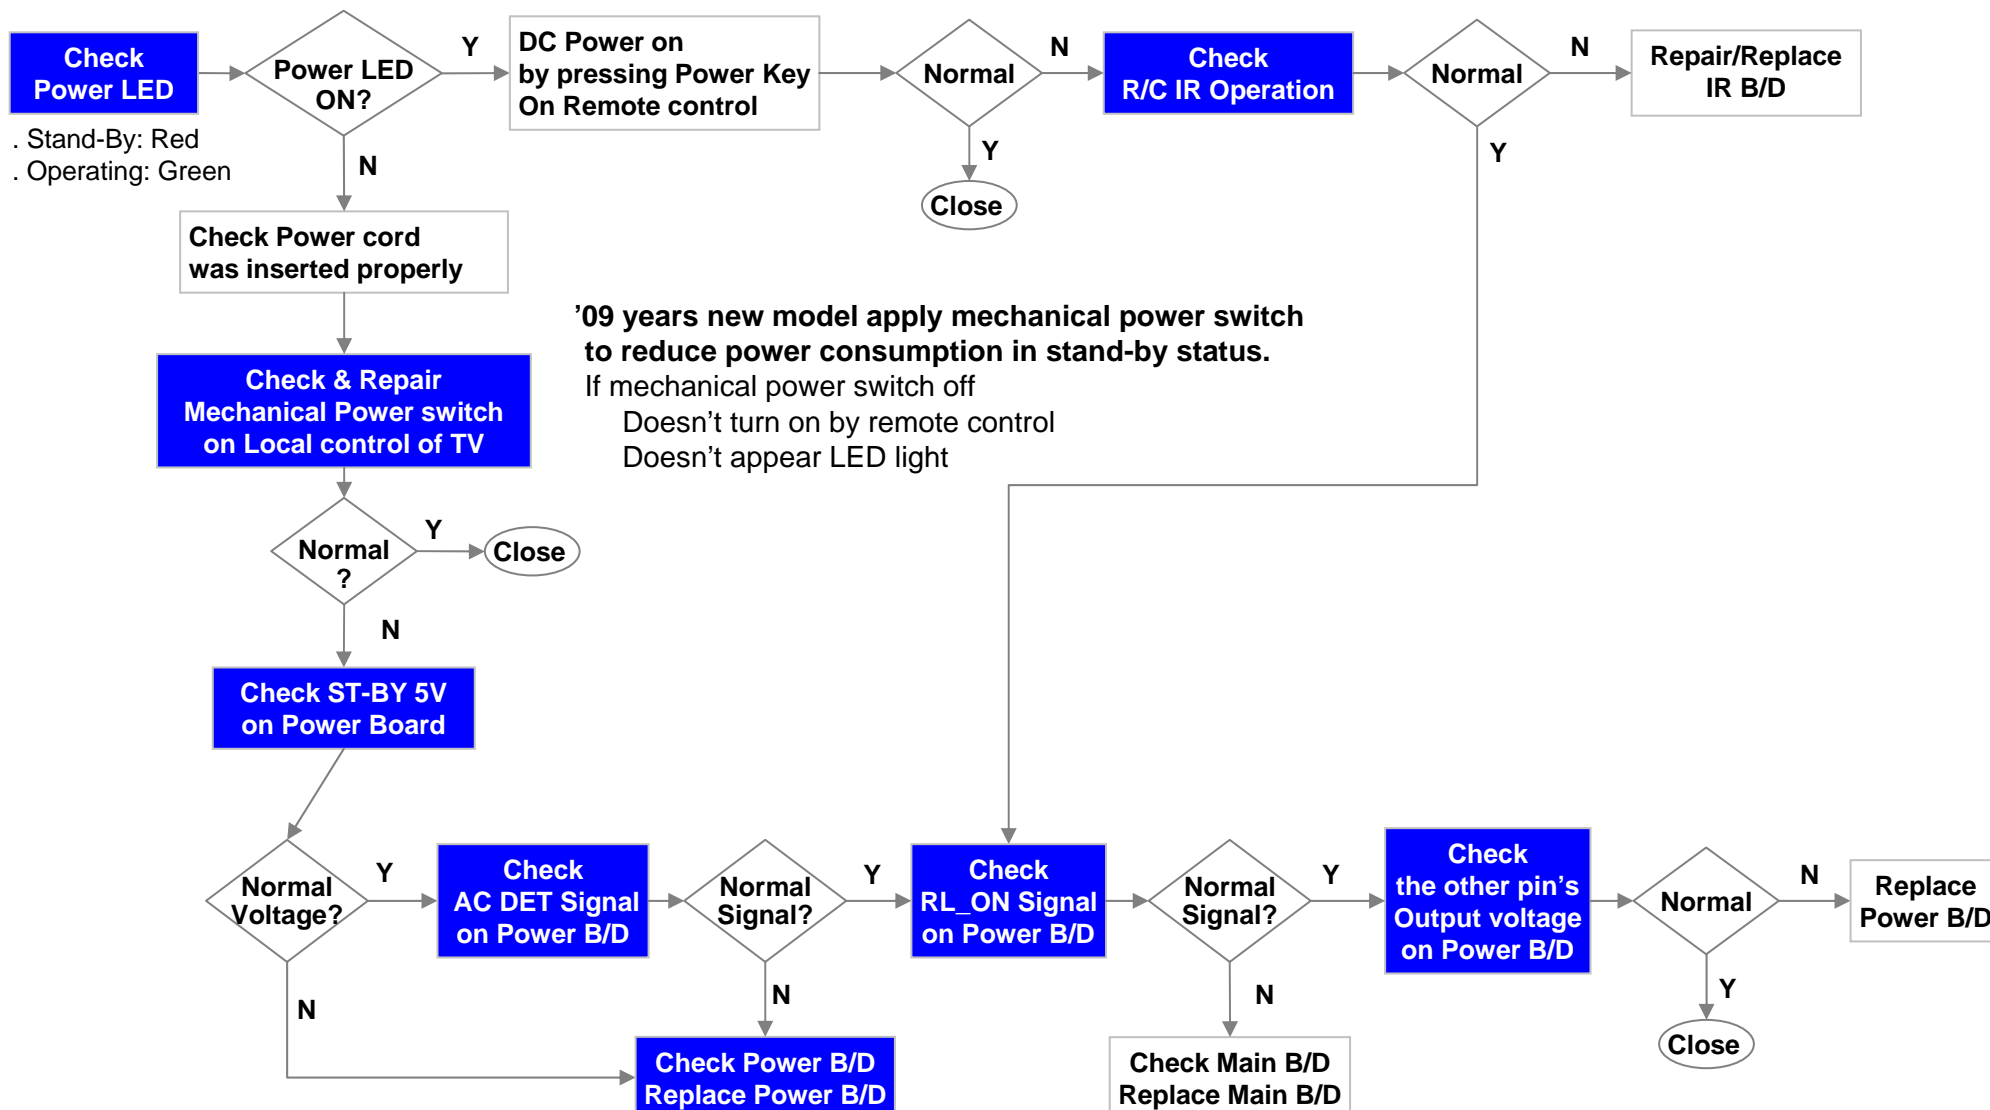 Check
Power LED
Power LED
ON?
Y
DC Power on
by pressing Power Key
On Remote control
Normal
N
Check
R/C IR Operation
Normal
N
Repair/Replace
IR B/D
. Stand-By: Red
. Operating: Green
N
Y
Close
Y
Check Power cord
was inserted properly
’09 years new model apply mechanical power switch
to reduce power consumption in stand-by status.
If mechanical power switch off
Doesn’t turn on by remote control
Doesn’t appear LED light
Check & Repair
Mechanical Power switch
on Local control of TV
Normal
?
Y
Close
N
Check ST-BY 5V
on Power Board
Normal
Voltage?
Y
Check
AC DET Signal
on Power B/D
Normal
Signal?
Y
Check
RL_ON Signal
on Power B/D
Normal
Signal?
Y
Check
the other pin’s
Output voltage
on Power B/D
Normal
N
Replace
Power B/D
N
N
N
Y
Close
Check Power B/D
Replace Power B/D
Check Main B/D
Replace Main B/D